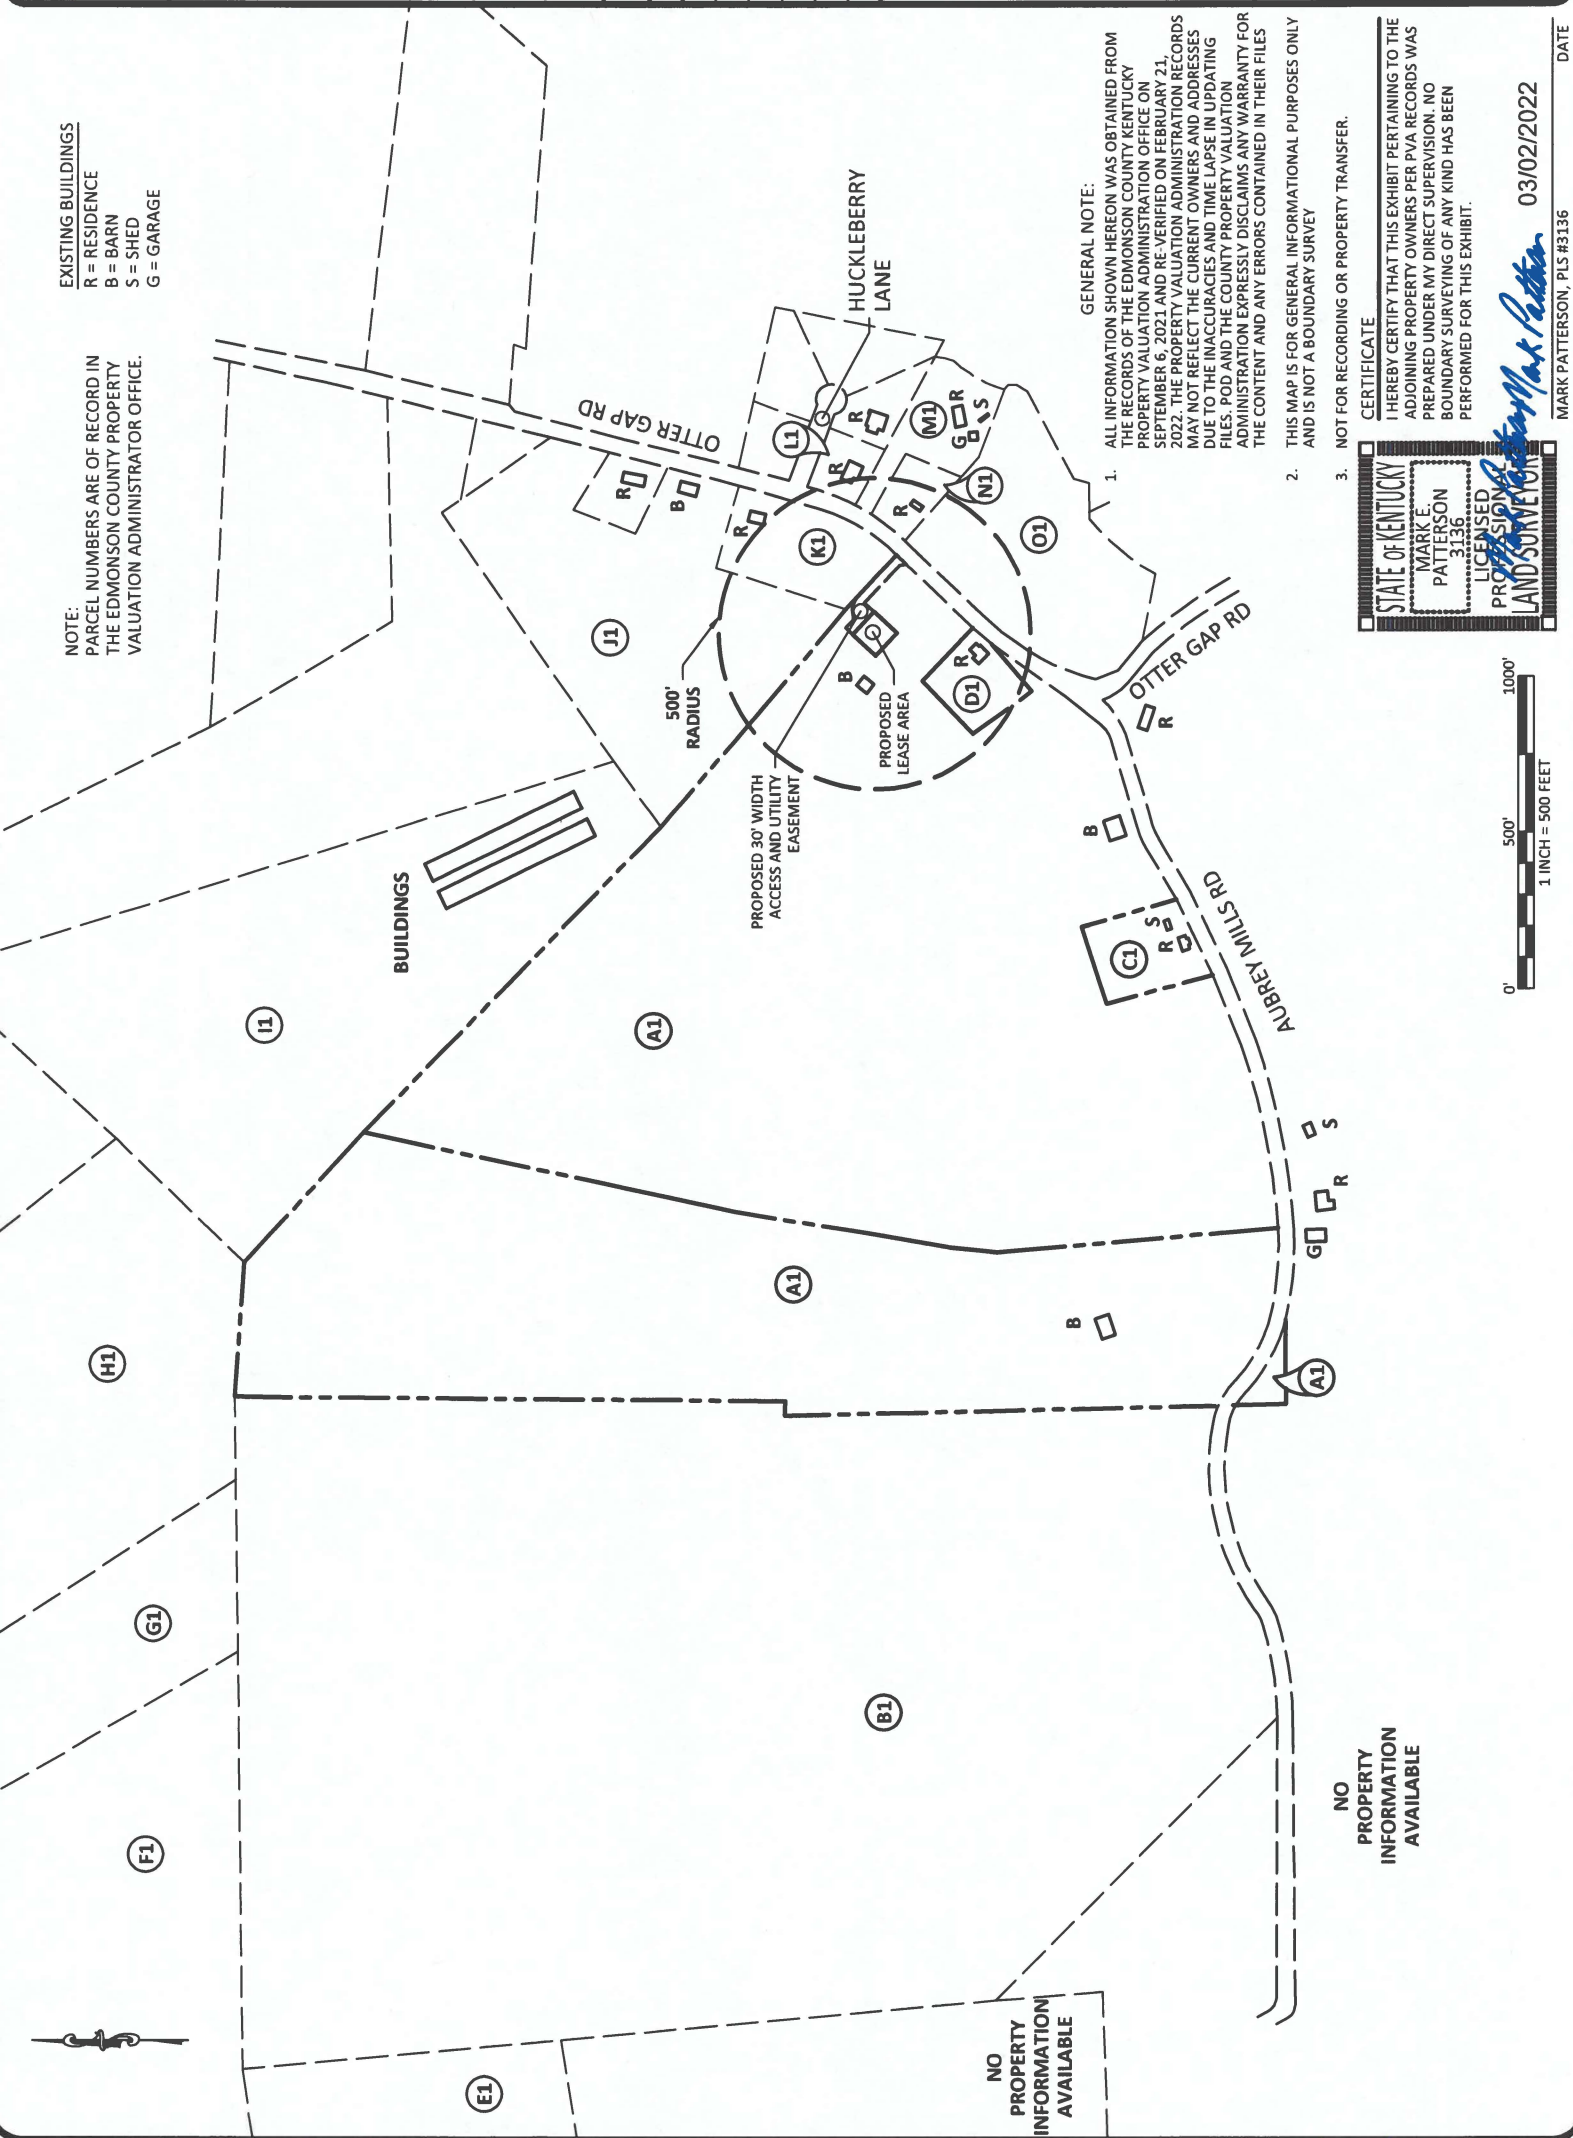 NOTE:
PARCEL NUMBERS ARE OF RECORD IN
THE EDMONSON COUNTY PROPERTY
VALUATION ADMINISTRATOR OFFICE.
EXISTING BUILDINGS
R = RESIDENCE
B = BARN
S = SHED
G = GARAGE
F1
G1
H1
I1
E1
BUILDINGS
J1
A1
500'
RADIUS
R
B
OTTER GAP RD
R
K1
L1
R
R
HUCKLEBERRY
LANE
M1
G
R
S
R
N1
O1
PROPOSED 30' WIDTH
ACCESS AND UTILITY
EASEMENT
B
PROPOSED
LEASE AREA
R
D1
A1
B1
B
B
C1
R
S
OTTER GAP RD
R
AUBREY MILLS RD
A1
G
R
S
NO
PROPERTY
INFORMATION
AVAILABLE
NO
PROPERTY
INFORMATION
AVAILABLE
GENERAL NOTE:
1. ALL INFORMATION SHOWN HEREON WAS OBTAINED FROM
THE RECORDS OF THE EDMONSON COUNTY KENTUCKY
PROPERTY VALUATION ADMINISTRATION OFFICE ON
SEPTEMBER 6, 2021 AND RE-VERIFIED ON FEBRUARY 21,
2022. THE PROPERTY VALUATION ADMINISTRATION RECORDS
MAY NOT REFLECT THE CURRENT OWNERS AND ADDRESSES
DUE TO THE INACCURACIES AND TIME LAPSE IN UPDATING
FILES. POD AND THE COUNTY PROPERTY VALUATION
ADMINISTRATION EXPRESSLY DISCLAIMS ANY WARRANTY FOR
THE CONTENT AND ANY ERRORS CONTAINED IN THEIR FILES
2. THIS MAP IS FOR GENERAL INFORMATIONAL PURPOSES ONLY
AND IS NOT A BOUNDARY SURVEY
3. NOT FOR RECORDING OR PROPERTY TRANSFER.
CERTIFICATE
I HEREBY CERTIFY THAT THIS EXHIBIT PERTAINING TO THE
ADJOINING PROPERTY OWNERS PER PVA RECORDS WAS
PREPARED UNDER MY DIRECT SUPERVISION. NO
BOUNDARY SURVEYING OF ANY KIND HAS BEEN
PERFORMED FOR THIS EXHIBIT.
STATE OF KENTUCKY
MARK E.
PATTERSON
3136
LICENSED
PROFESSIONAL
LAND SURVEYOR
Mark Patterson
Mark Patterson
03/02/2022
MARK PATTERSON, PLS #3136 DATE
0' 500' 1000'
1 INCH = 500 FEET